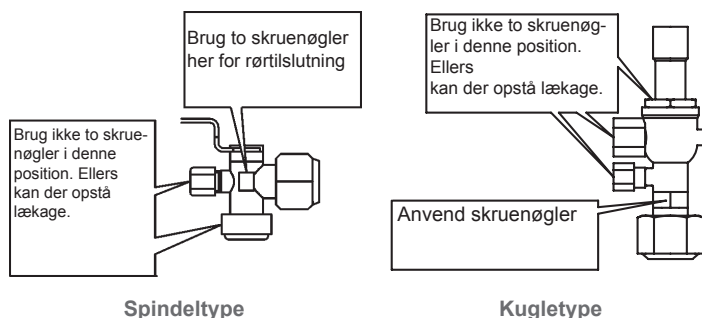 Brug to skruenøgler
her for rørtilslutning
Brug ikke to skrue-
nøgler i denne
position. Ellers
kan der opstå
lækage.
Spindeltype
Brug ikke to skruenøg-
ler i denne position.
Ellers
kan der opstå lækage.
Anvend skruenøgler
Kugletype